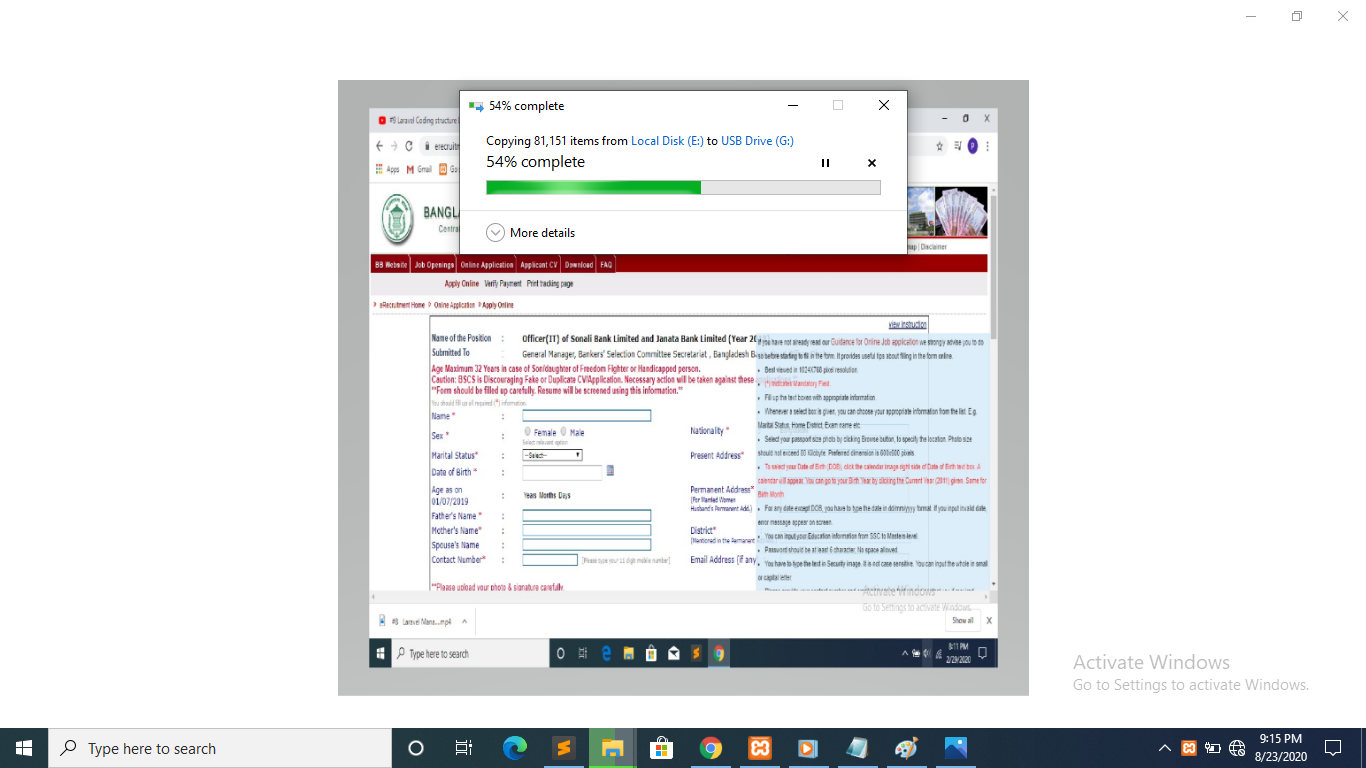 54% complete
Copying 81,151 items from Local Disk (E:) to USB Drive (G:)
54% complete
More details
#9 Laravel Coding structure
erecruitm
Apps Gmail Go
BANGLA
Centra
map | Disclaimer
BB Website Job Openings Online Application Applicant CV Download FAQ
Apply Online Verify Payment Print tracking page
eRecruitment Home Online Application Apply Online
view instruction
Name of the Position : Officer(IT) of Sonali Bank Limited and Janata Bank Limited (Year 20
Submitted To : General Manager, Bankers' Selection Committee Secretariat , Bangladesh B
Age Maximum 32 Years in case of Son/daughter of Freedom Fighter or Handicapped person.
Caution: BSCS is Discouraging Fake or Duplicate CV/Application. Necessary action will be taken against these
"Form should be filled up carefully. Resume will be screened using this information."
You should fill up all required (*) information.
Name * :
Sex * : Female Male
Select relevant option
Marital Status* : --Select--
Date of Birth * :
Age as on : Years Months Days
01/07/2019
Father's Name * :
Mother's Name* :
Spouse's Name :
Contact Number* : [Please type your 11 digit mobile number]
**Please upload your photo & signature carefully
Nationality *
Present Address*
Permanent Address*
(For Married Women
Husband's Permanent Add.)
District*
(Mentioned in the Permanent
Email Address (if any
If you have not already read our Guidance for Online Job application we strongly advise you to do
so before starting to fill in the form. It provides useful tips about filling in the form online.
• Best viewed in 1024X768 pixel resolution
• (*) indicates Mandatory Field.
• Fill up the text boxes with appropriate information.
• Whenever a select box is given, you can choose your appropriate information from the list. E.g.
Marital Status, Home District, Exam name etc.
• Select your passport size photo by clicking Browse button, to specify the location. Photo size
should not exceed 80 Kilobyte. Preferred dimension is 600x600 pixels.
• To select your Date of Birth (DOB), click the calendar image right side of Date of Birth text box. A
calendar will appear. You can go to your Birth Year by clicking the Current Year (2011) given. Same for
Birth Month
• For any date except DOB, you have to type the date in dd/mm/yyyy format. If you input invalid date,
error message appear on screen.
• You can input your Education information from SSC to Masters level.
• Password should be at least 6 character, No space allowed.
• You have to type the text in Security image. It is not case sensitive. You can input the whole in small
or capital letter
Activate Windows
Go to Settings to activate Windows.
#8 Laravel Mana....mp4
Show all
Type here to search
8:11 PM
2/29/2020
Activate Windows
Go to Settings to activate Windows.
Type here to search
9:15 PM
8/23/2020